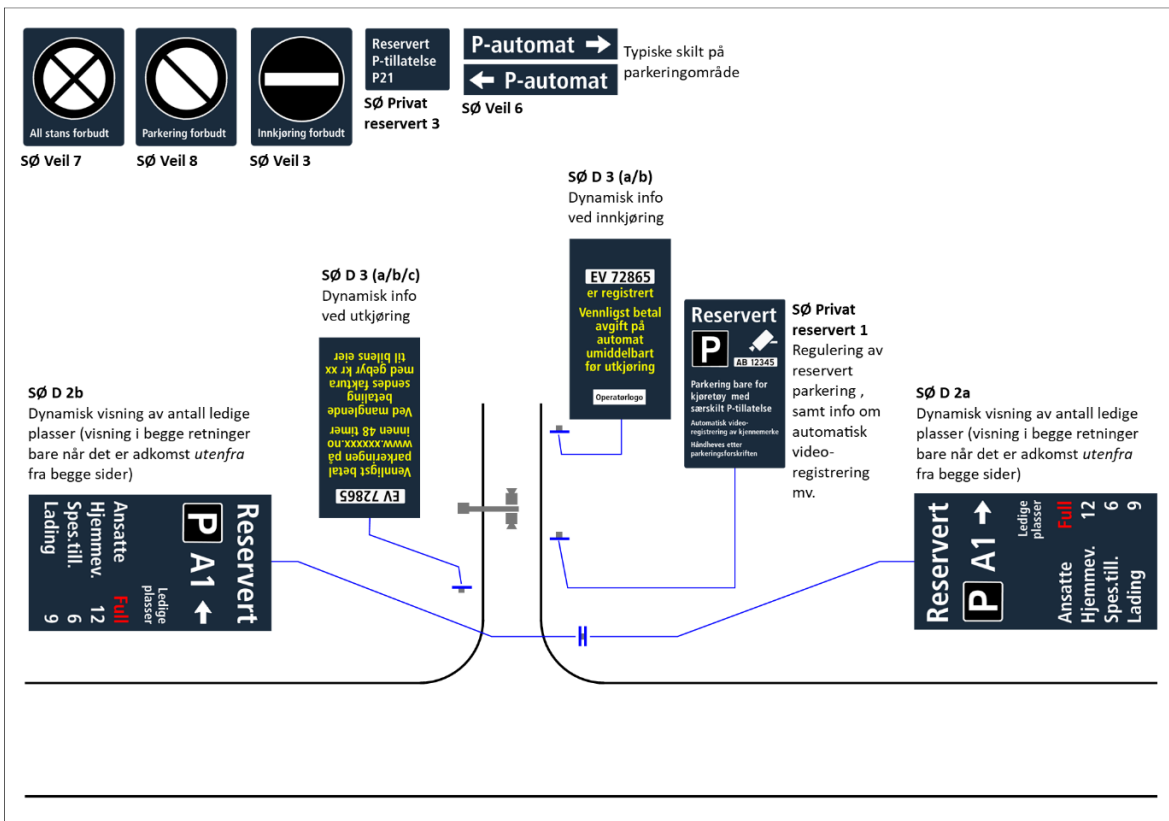 All stans forbudt
SØ Veil 7
Parkering forbudt
SØ Veil 8
Innkjøring forbudt
SØ Veil 3
Reservert
P-tillatelse
P21
SØ Privat
reservert 3
P-automat →
← P-automat
SØ Veil 6
Typiske skilt på
parkeringområde
SØ D 3 (a/b)
Dynamisk info
ved innkjøring
EV 72865
er registrert
Vennligst betal
avgift på
automat
umiddelbart
før utkjøring
Operatørlogo
SØ D 3 (a/b/c)
Dynamisk info
ved utkjøring
EV 72865
Vennligst betal
parkeringen på
www.xxxxxx.no
innen 48 timer
Ved manglende
betaling
sendes faktura
med gebyr kr xx
til bilens eier
Reservert
P
AB 12345
Parkering bare for
kjøretøy med
særskilt P-tillatelse
Automatisk video-
registrering av kjennemerke
Håndheves etter
parkeringsforskriften
SØ Privat
reservert 1
Regulering av
reservert
parkering ,
samt info om
automatisk
video-
registrering
mv.
SØ D 2b
Dynamisk visning av antall ledige
plasser (visning i begge retninger
bare når det er adkomst utenfra
fra begge sider)
Reservert
P A1 ←
Ledige
plasser
Ansatte Full
Hjemmev. 12
Spes.till. 6
Lading 9
SØ D 2a
Dynamisk visning av antall ledige
plasser (visning i begge retninger
bare når det er adkomst utenfra
fra begge sider)
Reservert
P A1 →
Ledige
plasser
Ansatte Full
Hjemmev. 12
Spes.till. 6
Lading 9